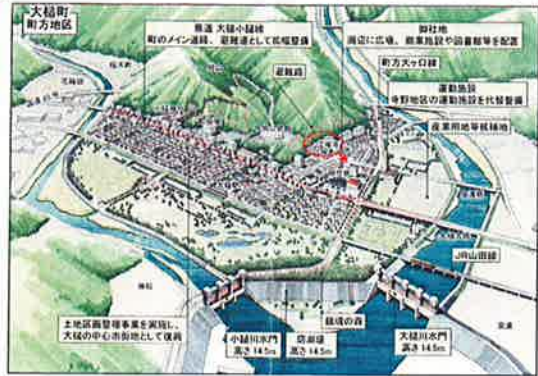 大槌町
町方地区
県道 大槌小鎚線
町のメイン道路、避難道として拡幅整備
御社地
周辺に広場、商業施設や図書館等を配置
避難路
町方大ケ口線
運動施設
寺野地区の運動施設を代替整備
産業用地等候補地
JR山田線
土地区画整理事業を実施し、
大槌の中心市街地として復興
小鎚川水門
高さ14.5m
防潮堤
高さ14.5m
鎮魂の森
大槌川水門
高さ14.5m